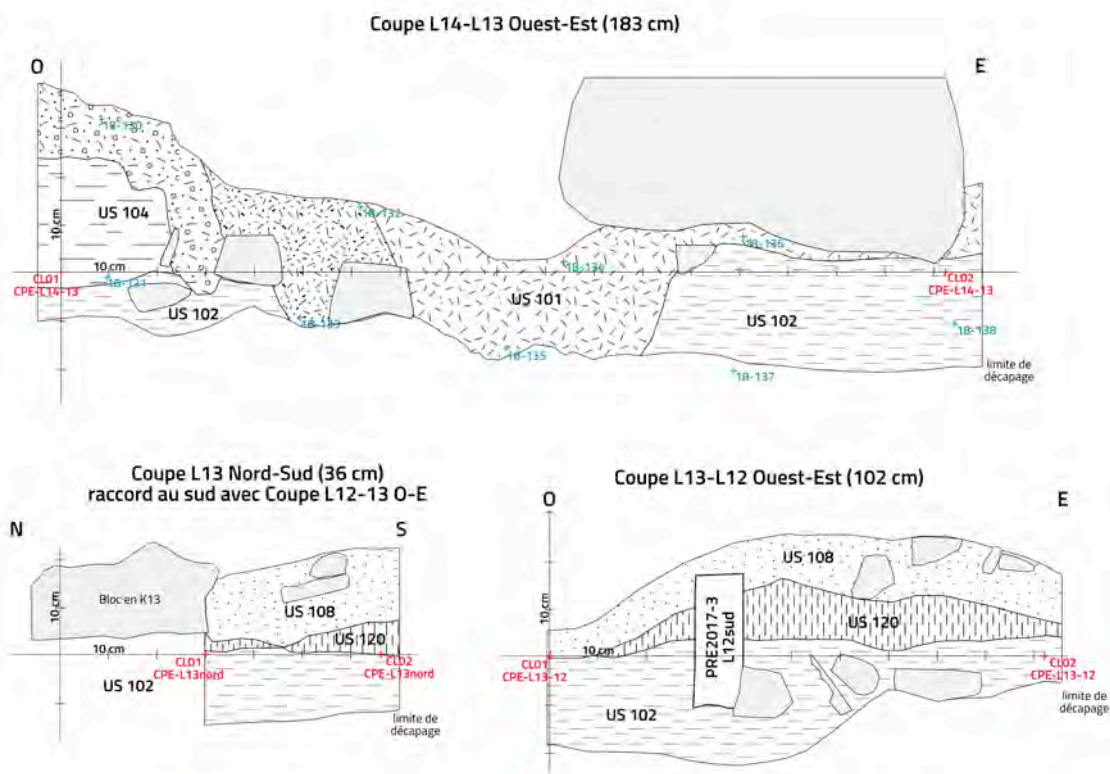 Coupe L14-L13 Ouest-Est (183 cm)
O
E
18-130
US 104
18-132
10 cm
18-134
18-136
CL01
10 cm
18-131
CPE-L14-13
US 102
18-133
US 101
18-135
US 102
CL02
CPE-L14-13
18-138
18-137
limite de
décapage
Coupe L13 Nord-Sud (36 cm)
raccord au sud avec Coupe L12-13 O-E
N
S
Bloc en K13
10 cm
US 108
US 120
10 cm
CL01
CPE-L13nord
CL02
CPE-L13nord
US 102
limite de
décapage
Coupe L13-L12 Ouest-Est (102 cm)
O
E
US 108
10 cm
US 120
PRE2017-3
L12sud
10 cm
CL01
CPE-L13-12
CL02
CPE-L13-12
US 102
limite de
décapage